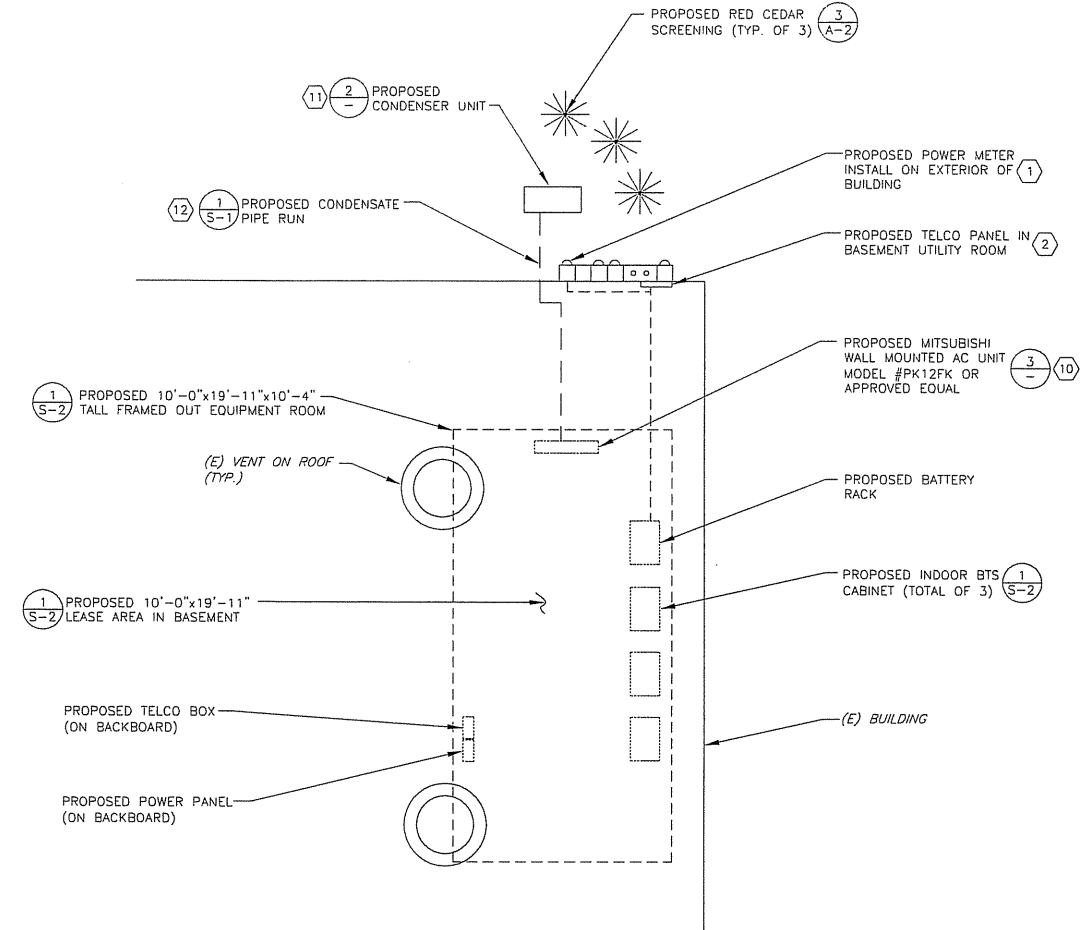 PROPOSED RED CEDAR
SCREENING (TYP. OF 3)
3
A-2
11
2
-
PROPOSED
CONDENSER UNIT
PROPOSED POWER METER
INSTALL ON EXTERIOR OF
BUILDING
1
12
1
S-1
PROPOSED CONDENSATE
PIPE RUN
PROPOSED TELCO PANEL IN
BASEMENT UTILITY ROOM
2
PROPOSED MITSUBISHI
WALL MOUNTED AC UNIT
MODEL #PK12FK OR
APPROVED EQUAL
3
-
10
1
S-2
PROPOSED 10'-0"x19'-11"x10'-4"
TALL FRAMED OUT EQUIPMENT ROOM
(E) VENT ON ROOF
(TYP.)
PROPOSED BATTERY
RACK
PROPOSED INDOOR BTS
CABINET (TOTAL OF 3)
1
S-2
1
S-2
PROPOSED 10'-0"x19'-11"
LEASE AREA IN BASEMENT
PROPOSED TELCO BOX
(ON BACKBOARD)
(E) BUILDING
PROPOSED POWER PANEL
(ON BACKBOARD)